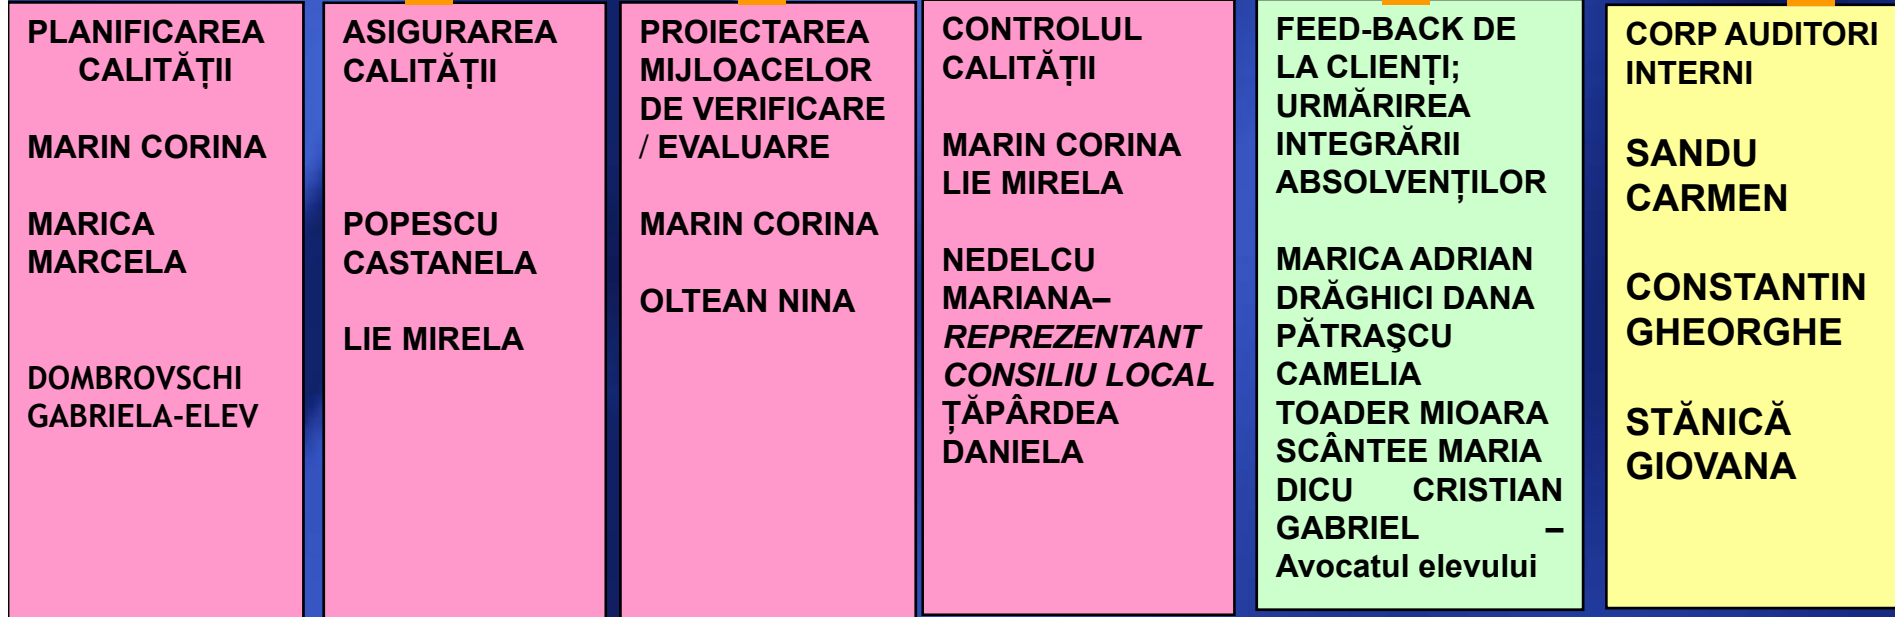 PLANIFICAREA
CALITĂȚII
MARIN CORINA
MARICA
MARCELA
DOMBROVSCHI
GABRIELA-ELEV
ASIGURAREA
CALITĂȚII
POPESCU
CASTANELA
LIE MIRELA
PROIECTAREA
MIJLOACELOR
DE VERIFICARE
/ EVALUARE
MARIN CORINA
OLTEAN NINA
CONTROLUL
CALITĂȚII
MARIN CORINA
LIE MIRELA
NEDELCU
MARIANA–
REPREZENTANT
CONSILIU LOCAL
ȚĂPÂRDEA
DANIELA
FEED-BACK DE
LA CLIENȚI;
URMĂRIREA
INTEGRĂRII
ABSOLVENȚILOR
MARICA ADRIAN
DRĂGHICI DANA
PĂTRAŞCU
CAMELIA
TOADER MIOARA
SCÂNTEE MARIA
DICU CRISTIAN
GABRIEL –
Avocatul elevului
CORP AUDITORI
INTERNI
SANDU
CARMEN
CONSTANTIN
GHEORGHE
STĂNICĂ
GIOVANA